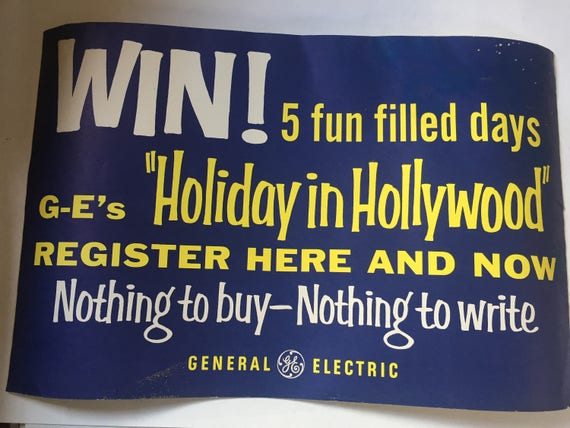 WIN! 5 fun filled days
G-E's "Holiday in Hollywood"
REGISTER HERE AND NOW
Nothing to buy–Nothing to write
GENERAL GE ELECTRIC